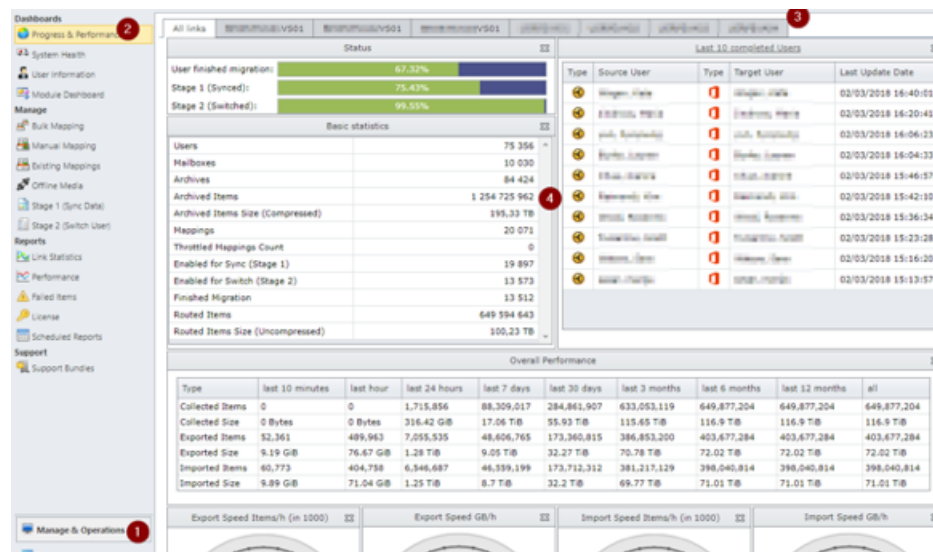 Dashboards
Progress & Performance 2
System Health
User Information
Module Dashboard
Manage
Bulk Mapping
Manual Mapping
Existing Mappings
Offline Media
Stage 1 (Sync Data)
Stage 2 (Switch User)
Reports
Link Statistics
Performance
Failed Items
License
Scheduled Reports
Support
Support Bundles
Manage & Operations 1
All links VS01 VS01 VS01 3
Status
User finished migration: 67.32%
Stage 1 (Synced): 75.43%
Stage 2 (Switched): 99.55%
Basic statistics
Users 75 356
Mailboxes 10 030
Archives 84 424
Archived Items 1 254 725 962 4
Archived Items Size (Compressed) 195,33 TB
Mappings 20 071
Throttled Mappings Count 0
Enabled for Sync (Stage 1) 19 897
Enabled for Switch (Stage 2) 13 573
Finished Migration 13 512
Routed Items 649 594 643
Routed Items Size (Uncompressed) 100,23 TB
Last 10 completed Users
Type Source User Type Target User Last Update Date
02/03/2018 16:40:01
02/03/2018 16:20:41
02/03/2018 16:06:23
02/03/2018 16:04:33
02/03/2018 15:46:57
02/03/2018 15:42:10
02/03/2018 15:36:34
02/03/2018 15:23:28
02/03/2018 15:16:20
02/03/2018 15:13:57
Overall Performance
Type last 10 minutes last hour last 24 hours last 7 days last 30 days last 3 months last 6 months last 12 months all
Collected Items 0 0 1,715,856 88,309,017 284,861,907 633,053,119 649,877,204 649,877,204 649,877,204
Collected Size 0 Bytes 0 Bytes 316.42 GiB 17.06 TiB 55.93 TiB 115.65 TiB 116.9 TiB 116.9 TiB 116.9 TiB
Exported Items 52,361 489,963 7,055,535 48,606,765 173,360,815 386,853,200 403,677,284 403,677,284 403,677,284
Exported Size 9.19 GiB 76.67 GiB 1.28 TiB 9.05 TiB 32.27 TiB 70.78 TiB 72.02 TiB 72.02 TiB 72.02 TiB
Imported Items 60,773 404,758 6,546,687 46,559,199 173,712,312 381,217,129 398,040,814 398,040,814 398,040,814
Imported Size 9.89 GiB 71.04 GiB 1.25 TiB 8.7 TiB 32.2 TiB 69.77 TiB 71.01 TiB 71.01 TiB 71.01 TiB
Export Speed Items/h (in 1000) Export Speed GB/h Import Speed Items/h (in 1000) Import Speed GB/h